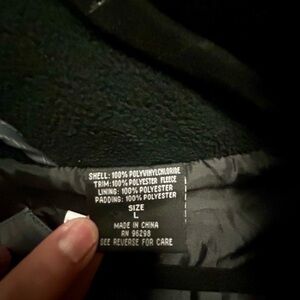 SHELL: 100% POLYVINYLCHLORIDE
TRIM: 100% POLYESTER FLEECE
LINING: 100% POLYESTER
PADDING: 100% POLYESTER
SIZE
L
MADE IN CHINA
RN 96298
SEE REVERSE FOR CARE